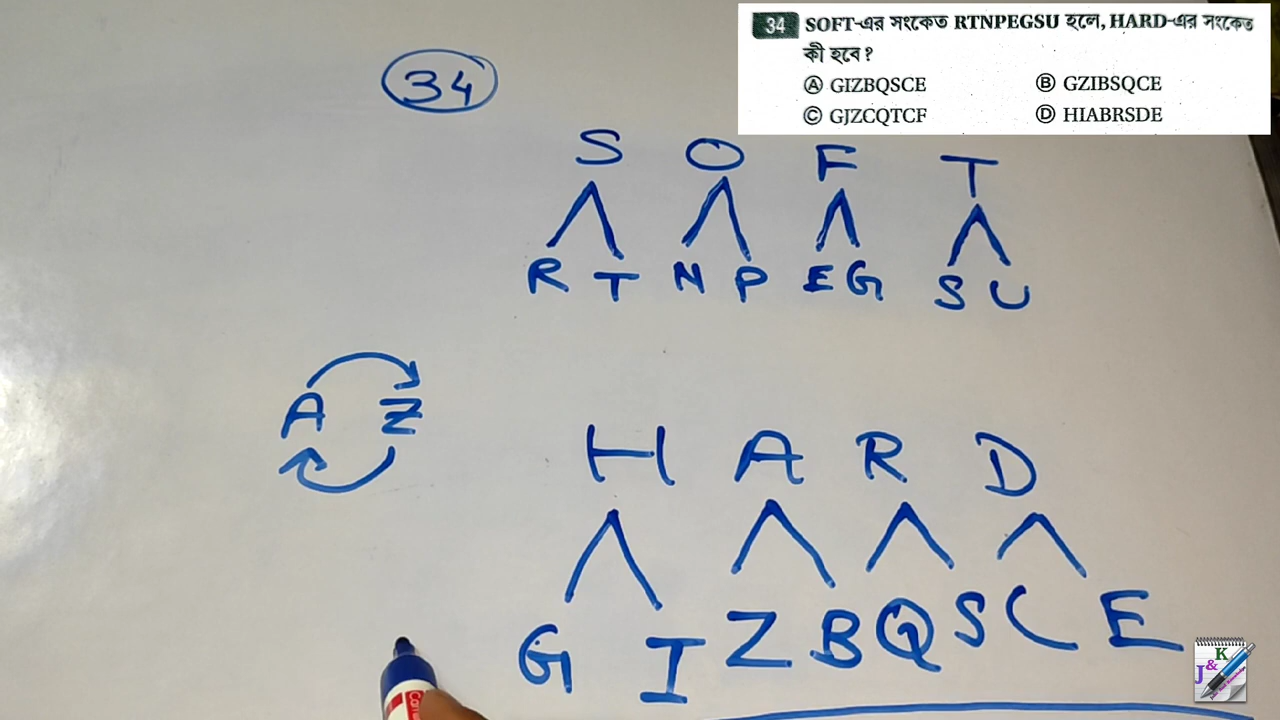 34 SOFT-এর সংকেত RTNPEGSU হলে, HARD-এর সংকেত
কী হবে ?
Ⓐ GIZBQSCE Ⓑ GZIBSQCE
Ⓒ GJZCQTCF Ⓓ HIABRSDE
34
S O F T
R T N P E G S U
A Z
H A R D
G I Z B Q S C E
J&K